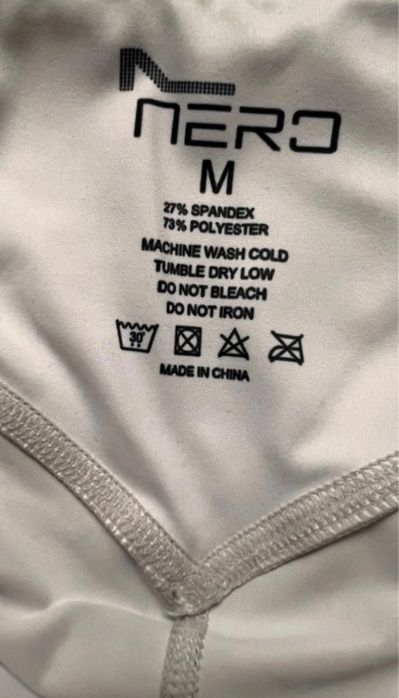 NERO
M
27% SPANDEX
73% POLYESTER
MACHINE WASH COLD
TUMBLE DRY LOW
DO NOT BLEACH
DO NOT IRON
30°
MADE IN CHINA